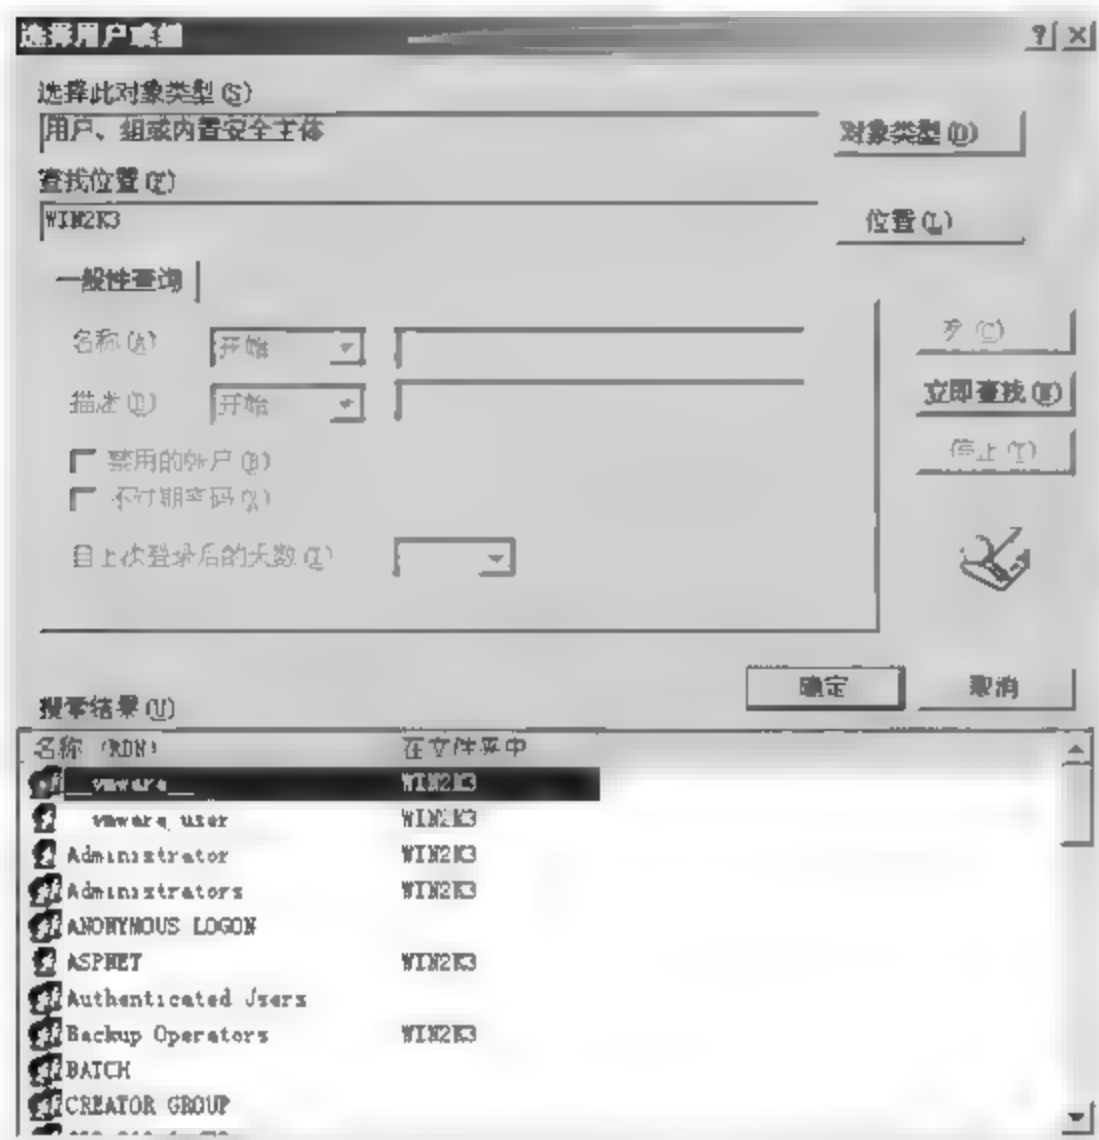 选择用户或组
选择此对象类型(S)
用户、组或内置安全主体
对象类型(O)
查找位置(F)
WIN2K3
位置(L)
一般性查询
名称(A) 开始
列(C)
立即查找(N)
描述(D) 开始
停止(T)
禁用的帐户(B)
不过期密码(X)
自上次登录后的天数(I)
确定 取消
搜索结果(U)
名称 (RDN) 在文件夹中
__vmware__ WIN2K3
__vmware_user WIN2K3
Administrator WIN2K3
Administrators WIN2K3
ANONYMOUS LOGON
ASPNET WIN2K3
Authenticated Users
Backup Operators WIN2K3
BATCH
CREATOR GROUP